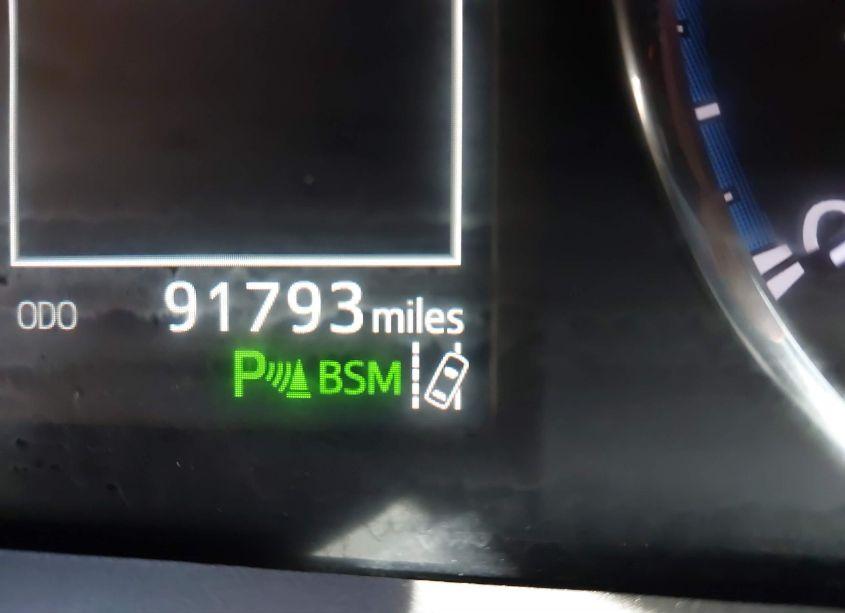 ODO 91793 miles
P BSM